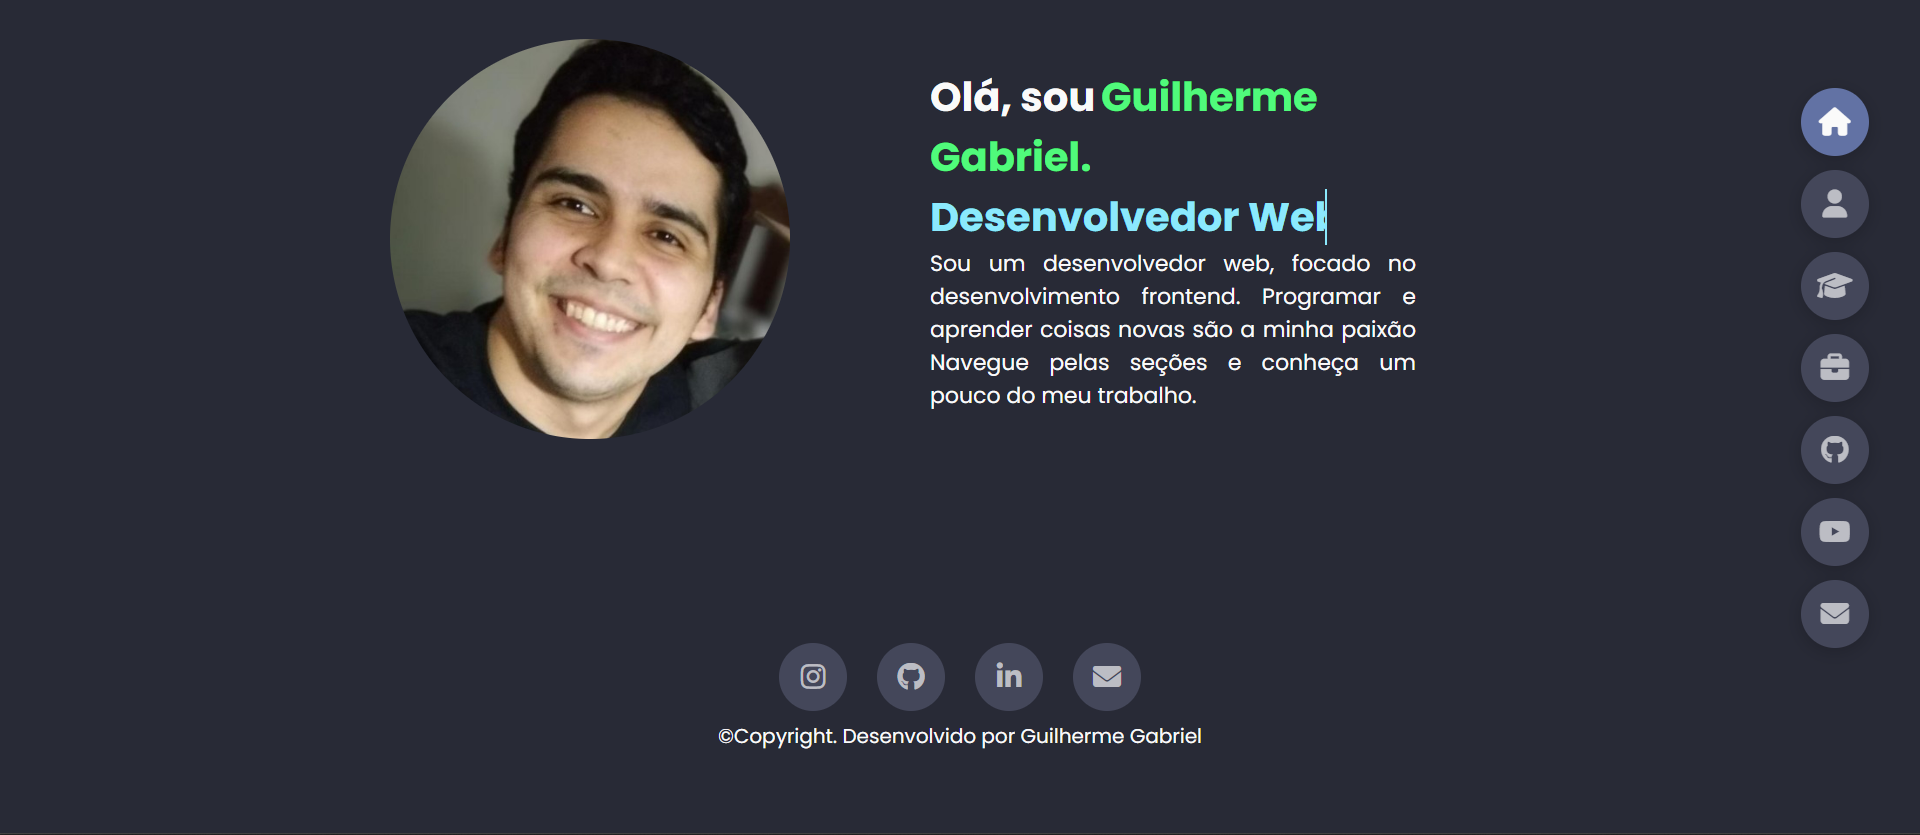 Olá, sou Guilherme
Gabriel.
Desenvolvedor Web
Sou um desenvolvedor web, focado no
desenvolvimento frontend. Programar e
aprender coisas novas são a minha paixão
Navegue pelas seções e conheça um
pouco do meu trabalho.
©Copyright. Desenvolvido por Guilherme Gabriel